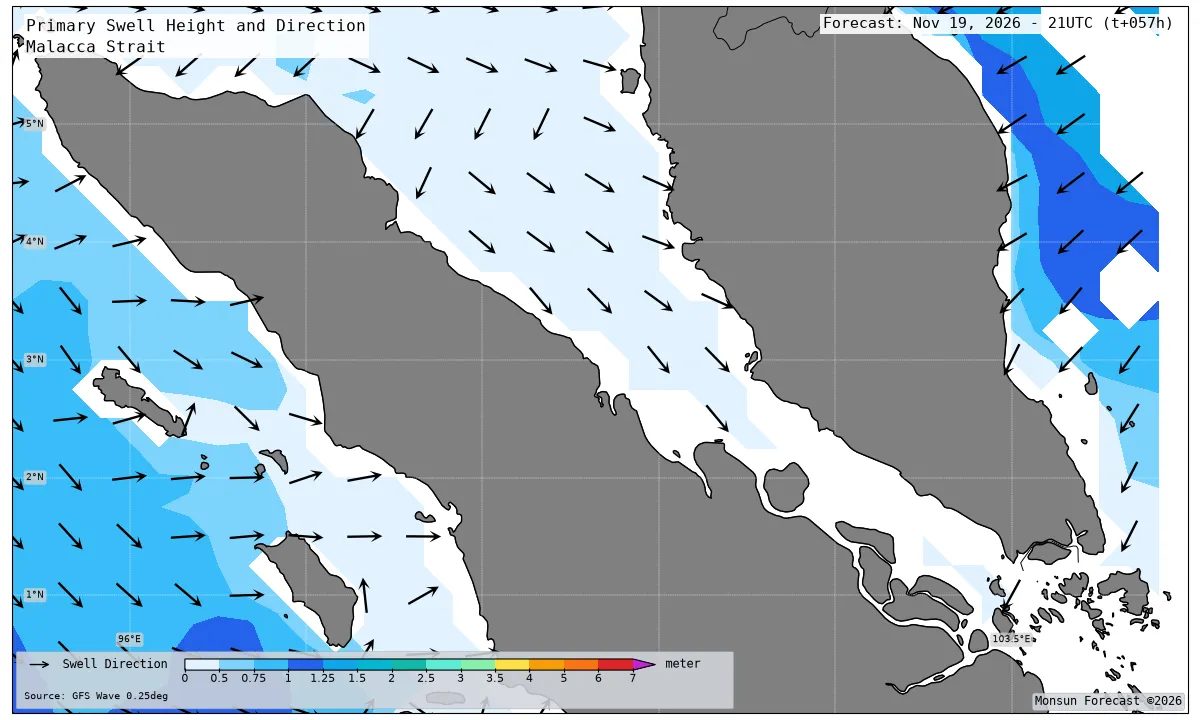 Primary Swell Height and Direction
Malacca Strait
Forecast: Nov 19, 2026 - 21UTC (t+057h)
5°N
4°N
3°N
2°N
1°N
96°E
103.5°E
Swell Direction
meter
0 0.5 0.75 1 1.25 1.5 2 2.5 3 3.5 4 5 6 7
Source: GFS Wave 0.25deg
Monsun Forecast ©2026